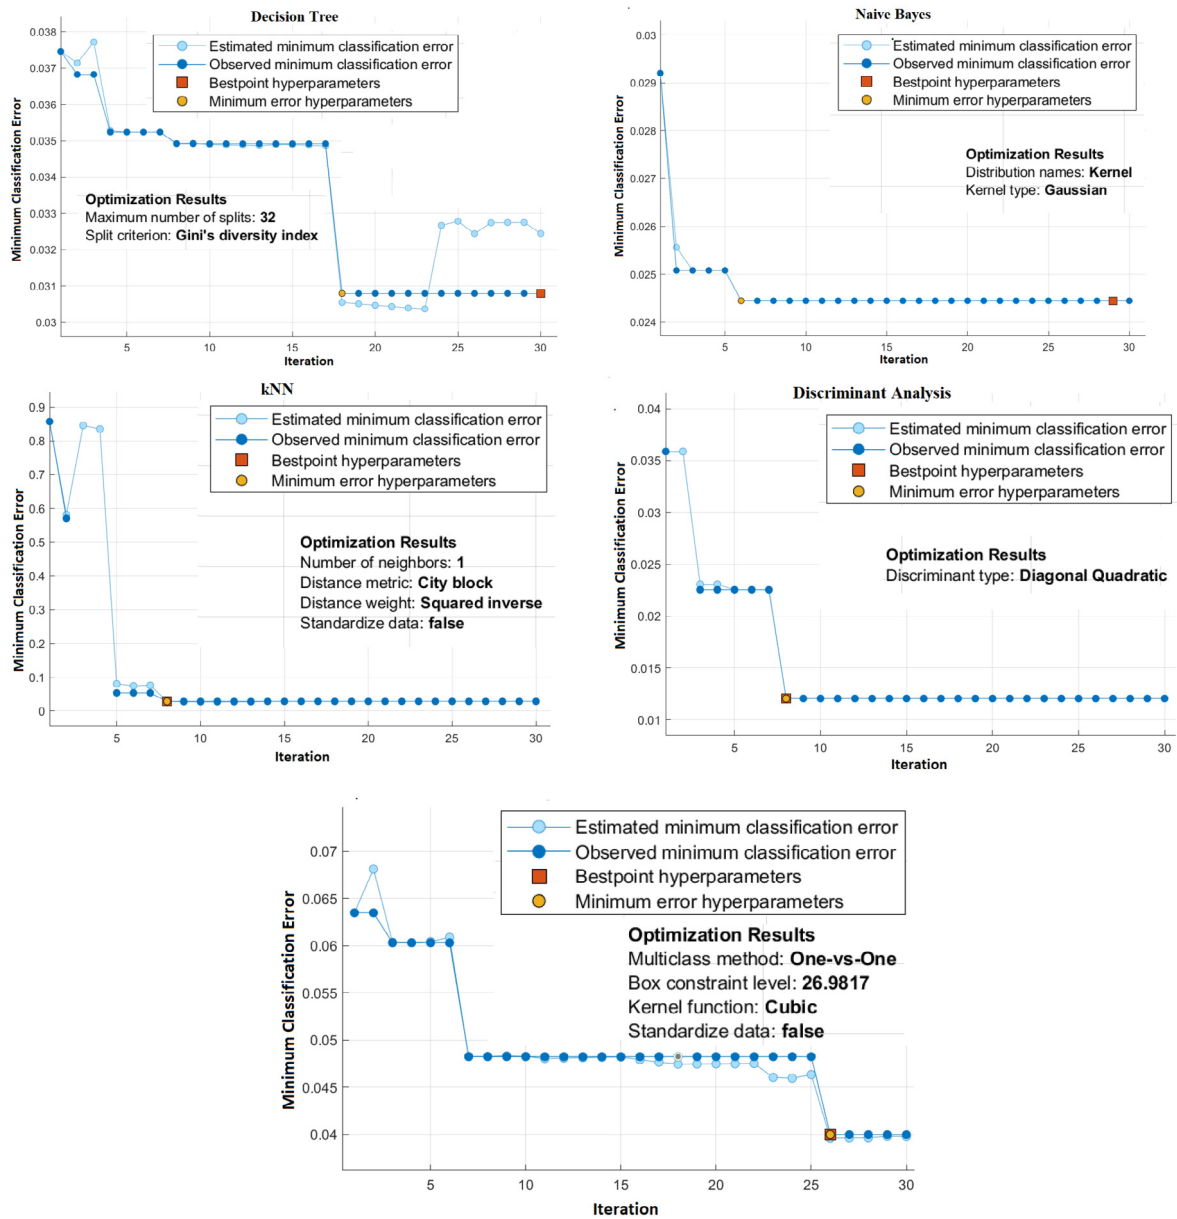 Decision Tree
0.038
0.037
0.036
0.035
0.034
0.033
0.032
0.031
0.03
Minimum Classification Error
Estimated minimum classification error
Observed minimum classification error
Bestpoint hyperparameters
Minimum error hyperparameters
Optimization Results
Maximum number of splits: 32
Split criterion: Gini's diversity index
5
10
15
20
25
30
Iteration
Naive Bayes
0.03
0.029
0.028
0.027
0.026
0.025
0.024
Minimum Classification Error
Estimated minimum classification error
Observed minimum classification error
Bestpoint hyperparameters
Minimum error hyperparameters
Optimization Results
Distribution names: Kernel
Kernel type: Gaussian
5
10
15
20
25
30
Iteration
kNN
0.9
0.8
0.7
0.6
0.5
0.4
0.3
0.2
0.1
0
Minimum Classification Error
Estimated minimum classification error
Observed minimum classification error
Bestpoint hyperparameters
Minimum error hyperparameters
Optimization Results
Number of neighbors: 1
Distance metric: City block
Distance weight: Squared inverse
Standardize data: false
5
10
15
20
25
30
Iteration
Discriminant Analysis
0.04
0.035
0.03
0.025
0.02
0.015
0.01
Minimum Classification Error
Estimated minimum classification error
Observed minimum classification error
Bestpoint hyperparameters
Minimum error hyperparameters
Optimization Results
Discriminant type: Diagonal Quadratic
5
10
15
20
25
30
Iteration
0.07
0.065
0.06
0.055
0.05
0.045
0.04
Minimum Classification Error
Estimated minimum classification error
Observed minimum classification error
Bestpoint hyperparameters
Minimum error hyperparameters
Optimization Results
Multiclass method: One-vs-One
Box constraint level: 26.9817
Kernel function: Cubic
Standardize data: false
5
10
15
20
25
30
Iteration